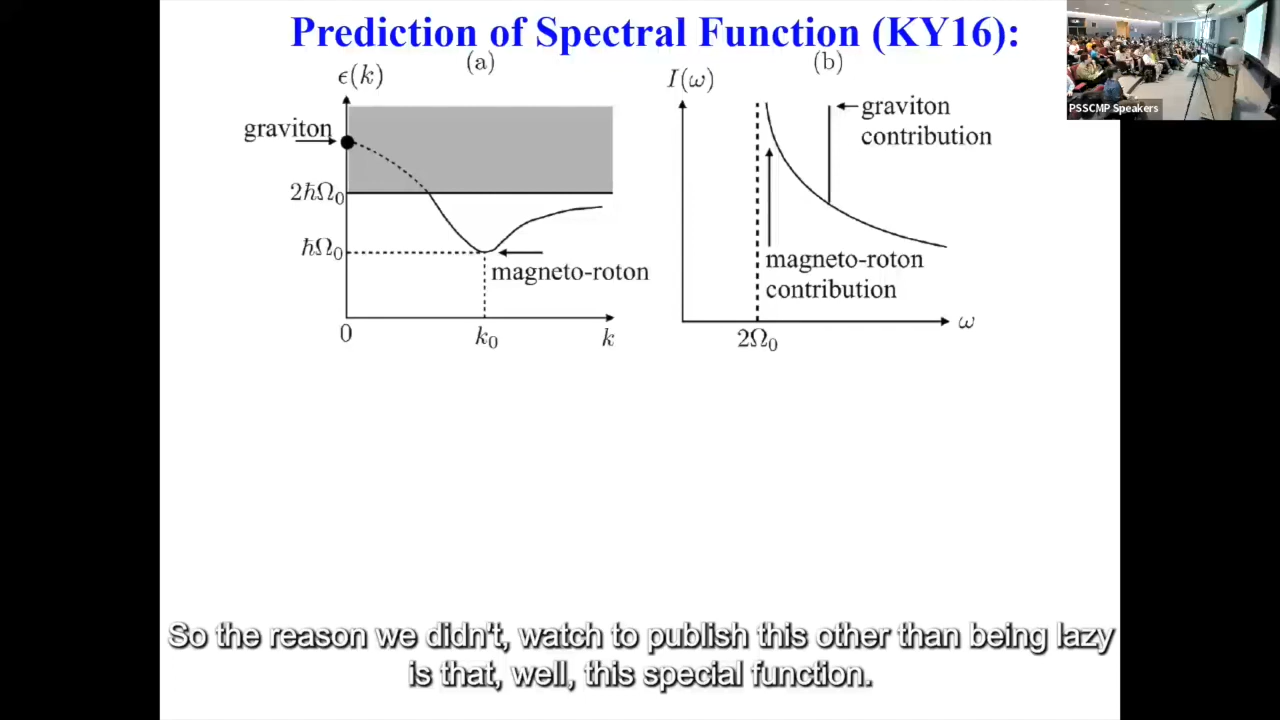 Prediction of Spectral Function (KY16):
(a)
ϵ(k)
graviton
2ħΩ₀
ħΩ₀
magneto-roton
0
k₀
k
(b)
I(ω)
graviton
contribution
magneto-roton
contribution
2Ω₀
ω
PSSCMP Speakers
So the reason we didn't, watch to publish this other than being lazy
is that, well, this special function.